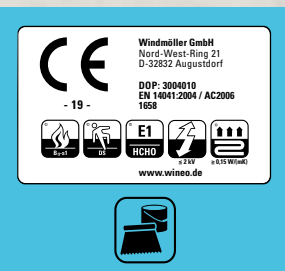 CE
Windmöller GmbH
Nord-West-Ring 21
D-32832 Augustdorf
DOP: 3004010
EN 14041:2004 / AC2006
1658
- 19 -
Bfl-s1
DS
E1
HCHO
≤ 2 kV
≥ 0,15 W/(mK)
www.wineo.de